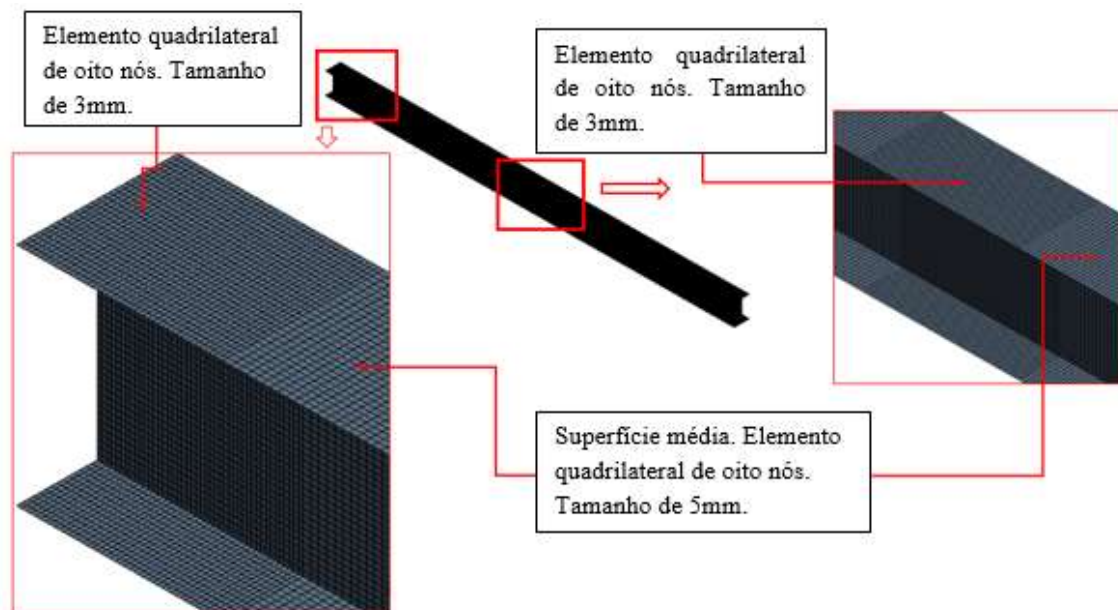 Elemento quadrilateral
de oito nós. Tamanho
de 3mm.
Elemento quadrilateral
de oito nós. Tamanho
de 3mm.
Superfície média. Elemento
quadrilateral de oito nós.
Tamanho de 5mm.